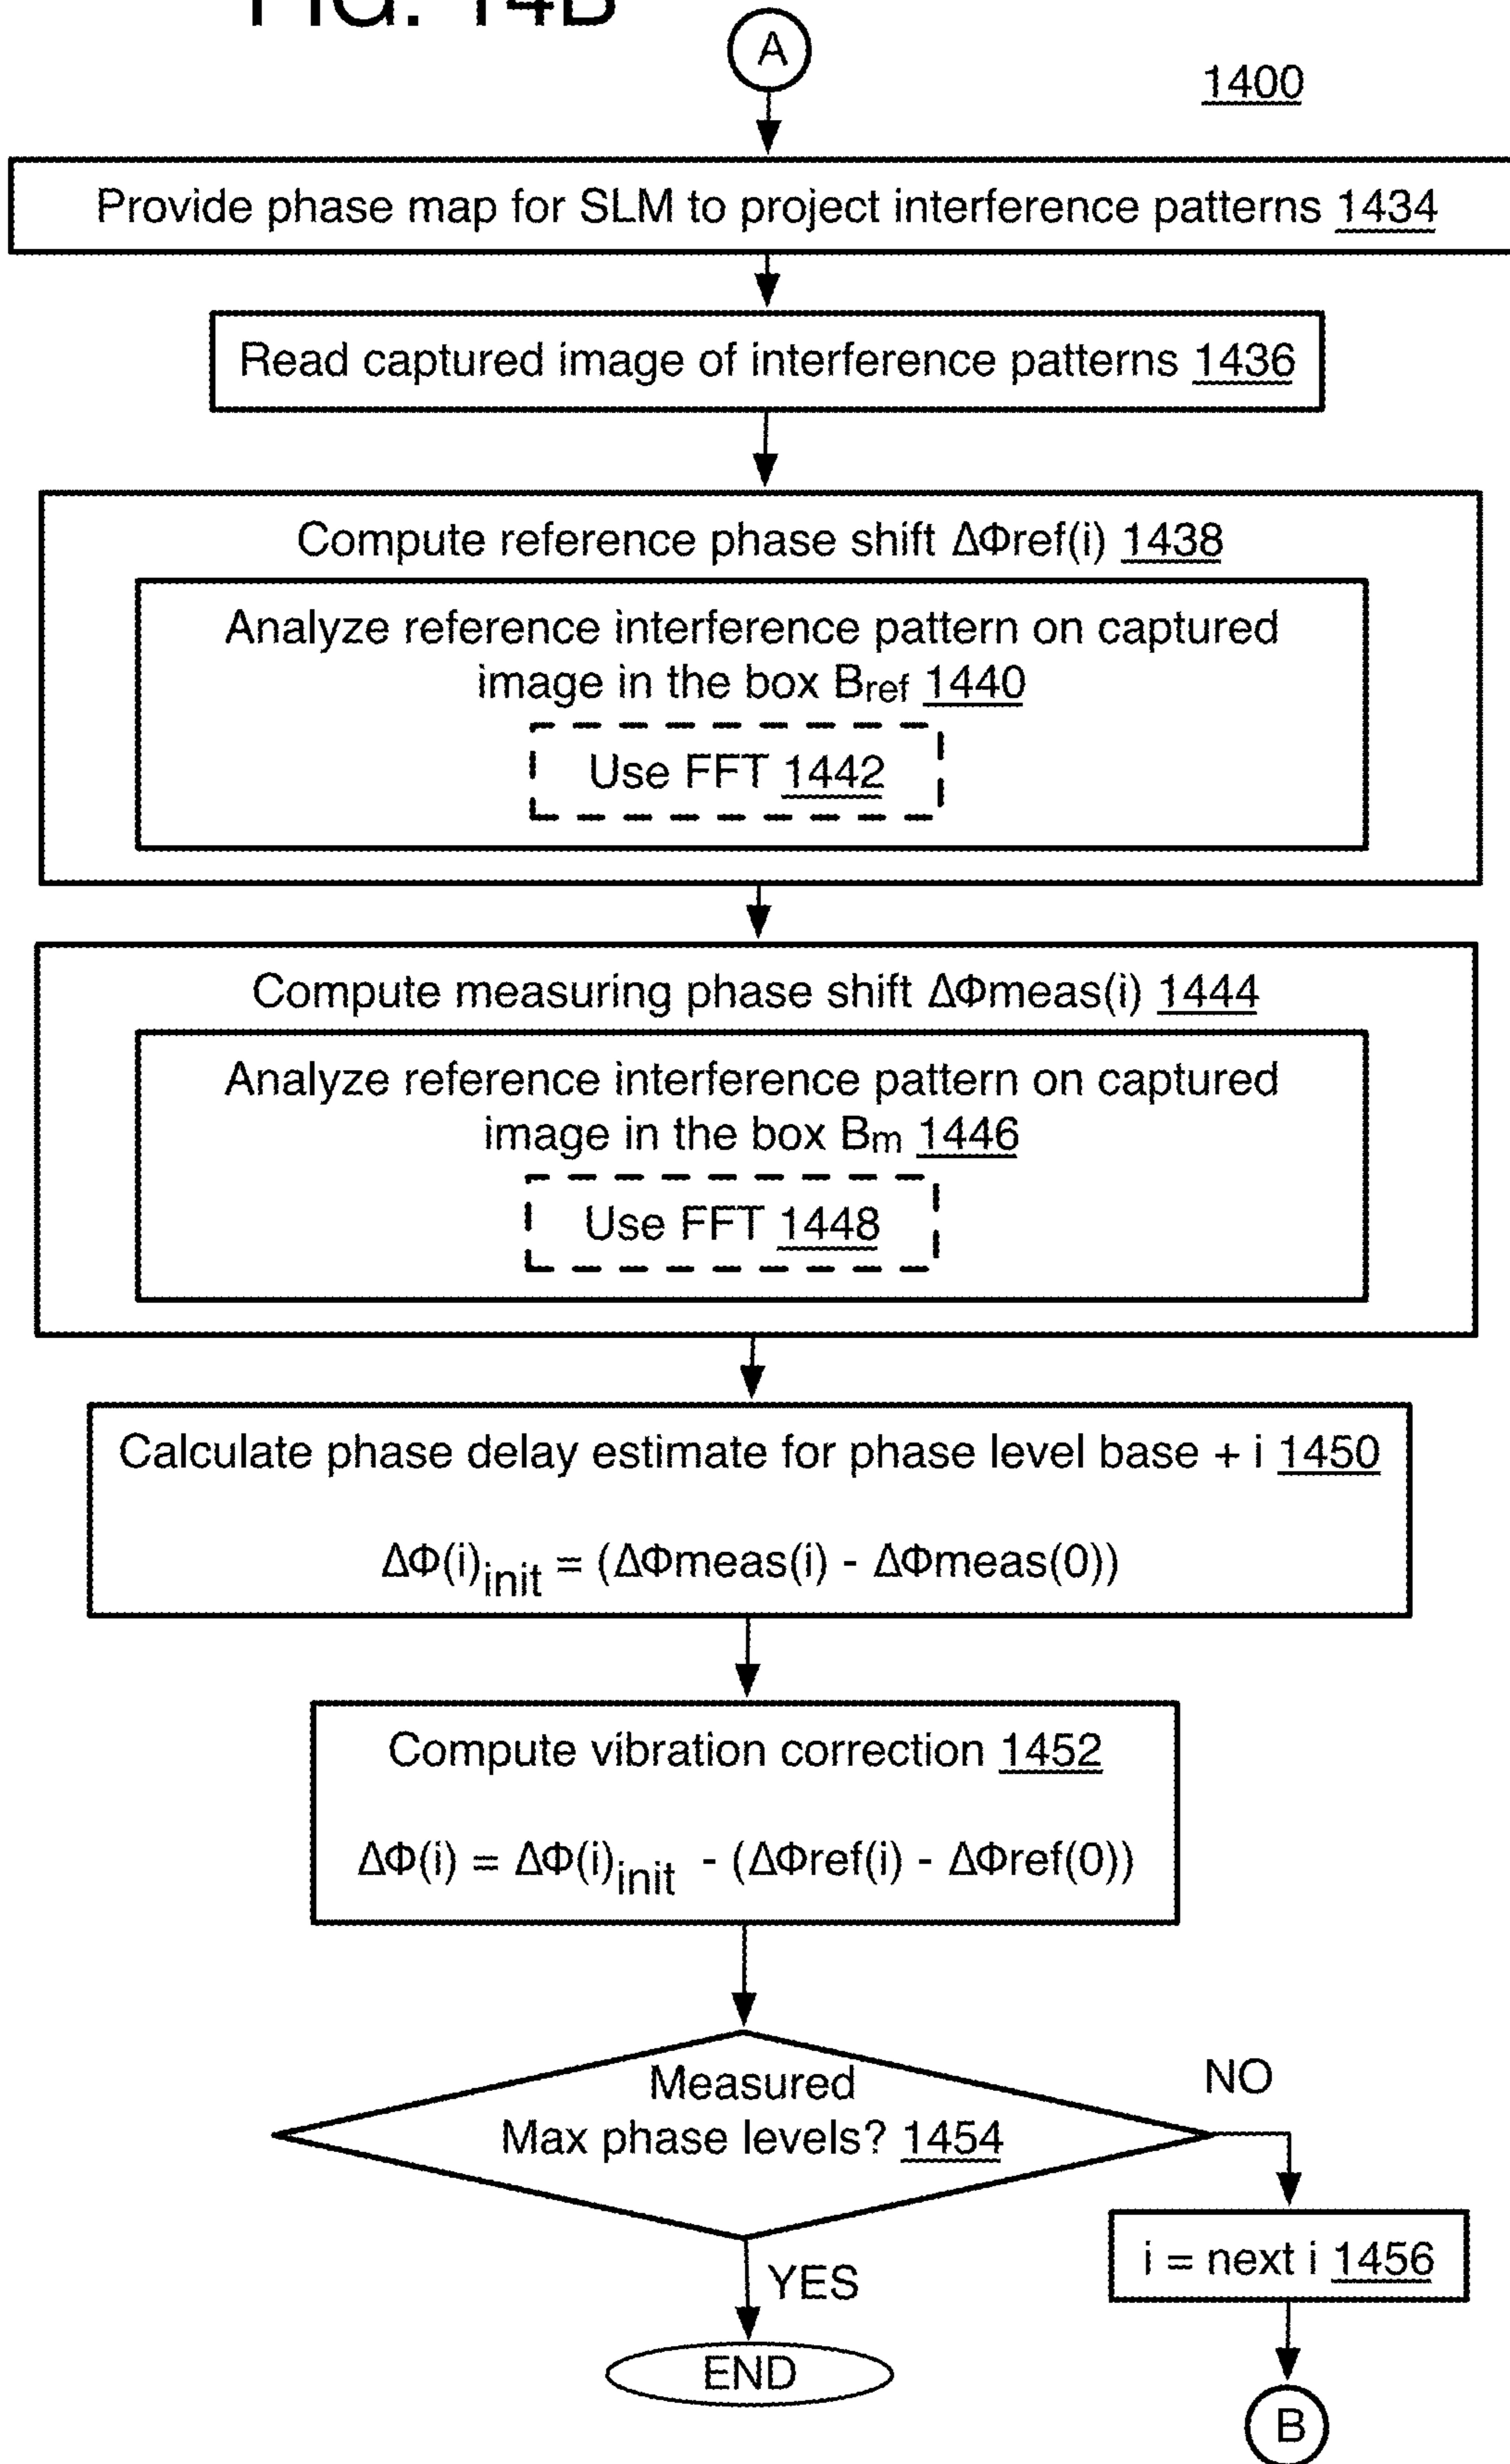 FIG. 14B
A
1400
Provide phase map for SLM to project interference patterns 1434
Read captured image of interference patterns 1436
Compute reference phase shift ΔΦref(i) 1438
Analyze reference interference pattern on captured
image in the box Bref 1440
Use FFT 1442
Compute measuring phase shift ΔΦmeas(i) 1444
Analyze reference interference pattern on captured
image in the box Bm 1446
Use FFT 1448
Calculate phase delay estimate for phase level base + i 1450
ΔΦ(i)init = (ΔΦmeas(i) - ΔΦmeas(0))
Compute vibration correction 1452
ΔΦ(i) = ΔΦ(i)init - (ΔΦref(i) - ΔΦref(0))
Measured
Max phase levels? 1454
NO
i = next i 1456
YES
END
B